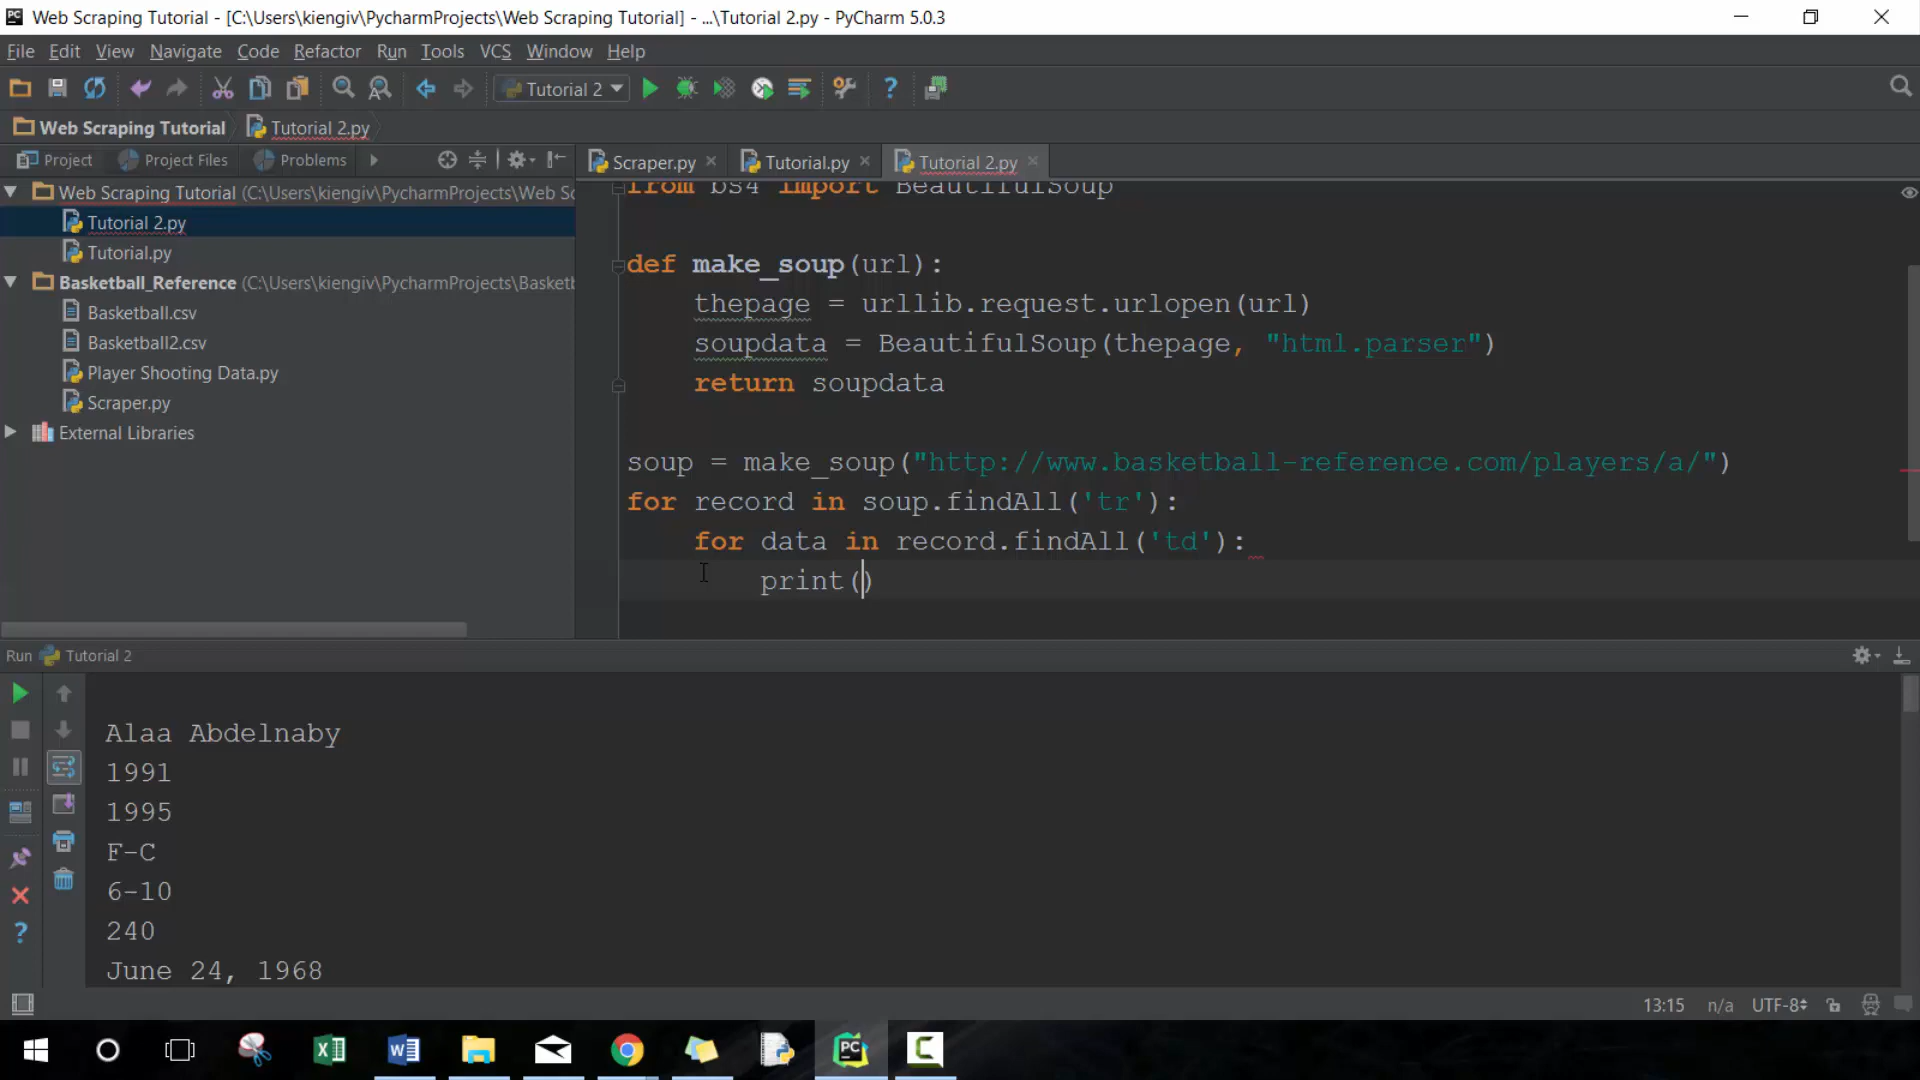 Web Scraping Tutorial - [C:\Users\kiengiv\PycharmProjects\Web Scraping Tutorial] - ...\Tutorial 2.py - PyCharm 5.0.3
File Edit View Navigate Code Refactor Run Tools VCS Window Help
Tutorial 2
Web Scraping Tutorial Tutorial 2.py
Project Project Files Problems
Scraper.py Tutorial.py Tutorial 2.py
Web Scraping Tutorial (C:\Users\kiengiv\PycharmProjects\Web Sc
Tutorial 2.py
Tutorial.py
Basketball_Reference (C:\Users\kiengiv\PycharmProjects\Basketb
Basketball.csv
Basketball2.csv
Player Shooting Data.py
Scraper.py
External Libraries
from bs4 import BeautifulSoup
def make_soup(url):
thepage = urllib.request.urlopen(url)
soupdata = BeautifulSoup(thepage, "html.parser")
return soupdata
soup = make_soup("http://www.basketball-reference.com/players/a/")
for record in soup.findAll('tr'):
for data in record.findAll('td'):
print()
Run Tutorial 2
Alaa Abdelnaby
1991
1995
F-C
6-10
240
June 24, 1968
13:15 n/a UTF-8